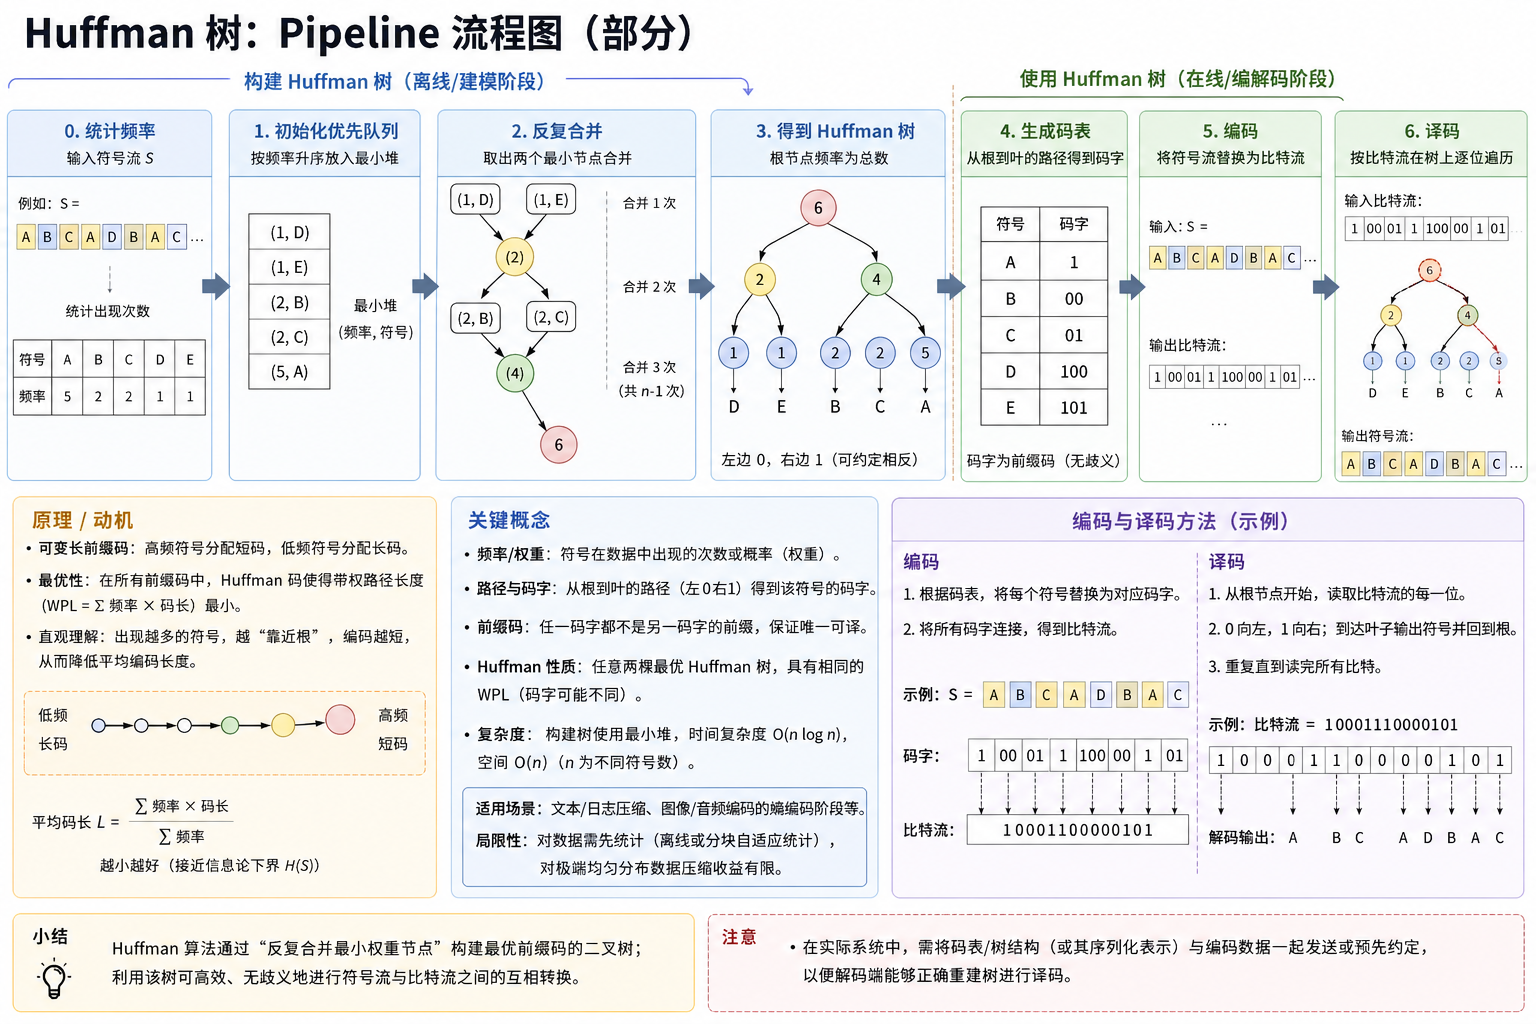 Huffman 树：Pipeline 流程图（部分）
构建 Huffman 树（离线/建模阶段）
使用 Huffman 树（在线/编解码阶段）
0. 统计频率
输入符号流 S
例如：S =
A B C A D B A C ...
统计出现次数
符号 A B C D E
频率 5 2 2 1 1
1. 初始化优先队列
按频率升序放入最小堆
(1, D)
(1, E)
(2, B)
(2, C)
(5, A)
最小堆
(频率, 符号)
2. 反复合并
取出两个最小节点合并
(1, D) (1, E)
合并 1 次
(2)
合并 2 次
(2, B) (2, C)
合并 3 次
(共 n-1 次)
(4)
6
3. 得到 Huffman 树
根节点频率为总数
6
2 4
1 1 2 2 5
D E B C A
左边 0，右边 1（可约定相反）
4. 生成码表
从根到叶的路径得到码字
符号 码字
A 1
B 00
C 01
D 100
E 101
码字为前缀码（无歧义）
5. 编码
将符号流替换为比特流
输入：S =
A B C A D B A C ...
输出比特流：
1 00 01 1 100 00 1 01 ...
...
6. 译码
按比特流在树上逐位遍历
输入比特流：
1 00 01 1 100 00 1 01 ...
6
2 4
1 1 2 2 5
D E B C A
输出符号流：
A B C A D B A C ...
原理 / 动机
• 可变长前缀码：高频符号分配短码，低频符号分配长码。
• 最优性：在所有前缀码中，Huffman 码使得带权路径长度
（WPL = Σ 频率 × 码长）最小。
• 直观理解：出现越多的符号，越“靠近根”，编码越短，
从而降低平均编码长度。
低频
长码
高频
短码
平均码长 L = ∑ 频率 × 码长
∑ 频率
越小越好（接近信息论下界 H(S)）
关键概念
• 频率/权重：符号在数据中出现的次数或概率（权重）。
• 路径与码字：从根到叶的路径（左0右1）得到该符号的码字。
• 前缀码：任一码字都不是另一码字的前缀，保证唯一可译。
• Huffman 性质：任意两棵最优 Huffman 树，具有相同的
WPL（码字可能不同）。
• 复杂度： 构建树使用最小堆，时间复杂度 O(n log n)，
空间 O(n)（n 为不同符号数）。
适用场景：文本/日志压缩、图像/音频编码的熵编码阶段等。
局限性：对数据需先统计（离线或分块自适应统计），
对极端均匀分布数据压缩收益有限。
编码与译码方法（示例）
编码
1. 根据码表，将每个符号替换为对应码字。
2. 将所有码字连接，得到比特流。
示例：S = A B C A D B A C
码字： 1 00 01 1 100 00 1 01
比特流： 10001100000101
译码
1. 从根节点开始，读取比特流的每一位。
2. 0 向左，1 向右；到达叶子输出符号并回到根。
3. 重复直到读完所有比特。
示例：比特流 = 10001110000101
1 0 0 0 1 1 0 0 0 0 1 0 1
解码输出： A B C A D B A C
小结
Huffman 算法通过“反复合并最小权重节点”构建最优前缀码的二叉树；
利用该树可高效、无歧义地进行符号流与比特流之间的互相转换。
注意
• 在实际系统中，需将码表/树结构（或其序列化表示）与编码数据一起发送或预先约定，
以便解码端能够正确重建树进行译码。